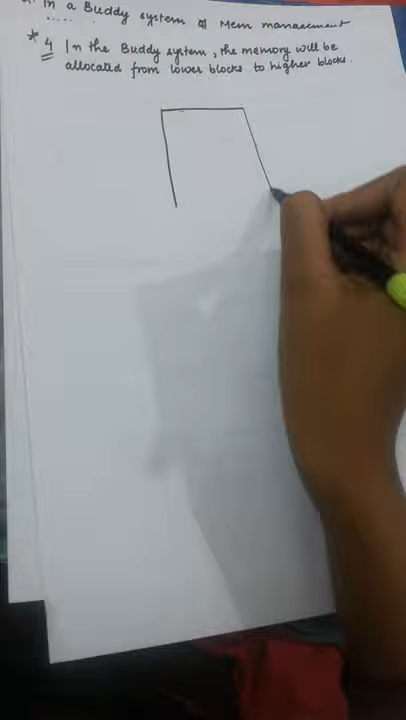 In a Buddy system of Mem management
.....
* 4 In the Buddy system, the memory will be
allocated from lower blocks to higher blocks.